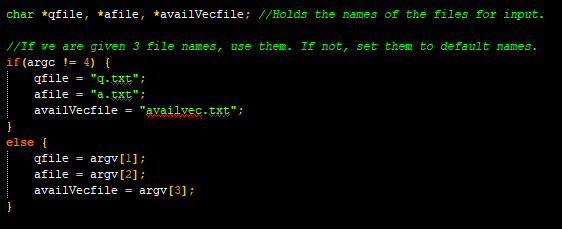 char *qfile, *afile, *availVecfile; //Holds the names of the files for input.
//If we are given 3 file names, use them. If not, set them to default names.
if(argc != 4) {
qfile = "q.txt";
afile = "a.txt";
availVecfile = "availvec.txt";
}
else {
qfile = argv[1];
afile = argv[2];
availVecfile = argv[3];
}